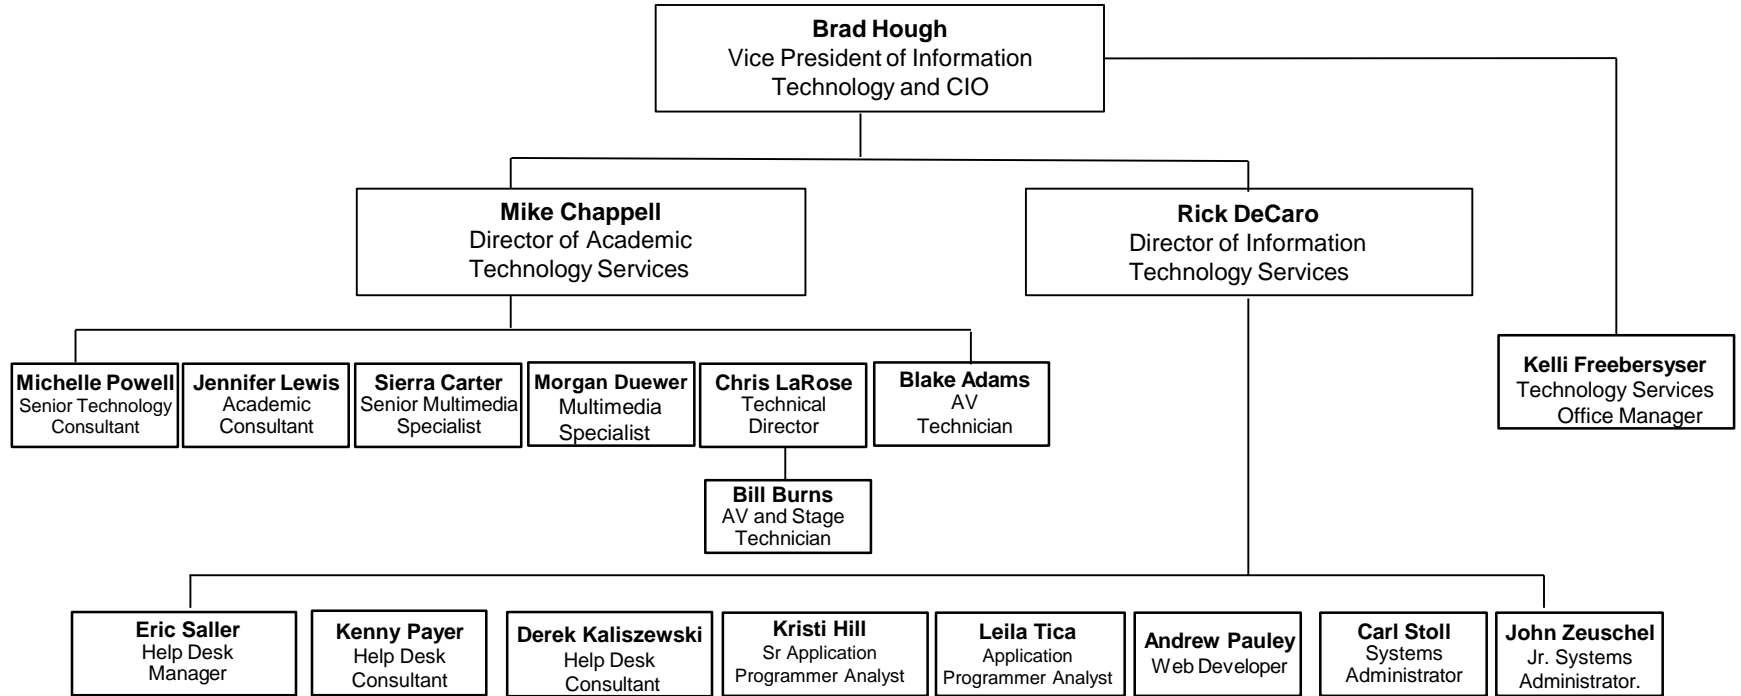 Brad Hough
Vice President of Information
Technology and CIO
Mike Chappell
Director of Academic
Technology Services
Rick DeCaro
Director of Information
Technology Services
Kelli Freebersyser
Technology Services
Office Manager
Michelle Powell
Senior Technology
Consultant
Jennifer Lewis
Academic
Consultant
Sierra Carter
Senior Multimedia
Specialist
Morgan Duewer
Multimedia
Specialist
Chris LaRose
Technical
Director
Blake Adams
AV
Technician
Bill Burns
AV and Stage
Technician
Eric Saller
Help Desk
Manager
Kenny Payer
Help Desk
Consultant
Derek Kaliszewski
Help Desk
Consultant
Kristi Hill
Sr Application
Programmer Analyst
Leila Tica
Application
Programmer Analyst
Andrew Pauley
Web Developer
Carl Stoll
Systems
Administrator
John Zeuschel
Jr. Systems
Administrator.